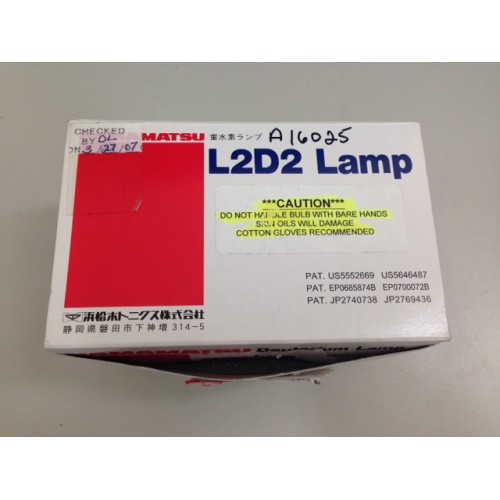 CHECKED
BY DL
ON 3/27/07
MATSU 重水素ランプ A16025
L2D2 Lamp
***CAUTION***
DO NOT HANDLE BULB WITH BARE HANDS
SKIN OILS WILL DAMAGE
COTTON GLOVES RECOMMENDED
PAT. US5552669 US5646487
PAT. EP0685874B EP0700072B
PAT. JP2740738 JP2769436
浜松ホトニクス株式会社
静岡県磐田市下神増314-5
HAMAMATSU Deuterium Lamp